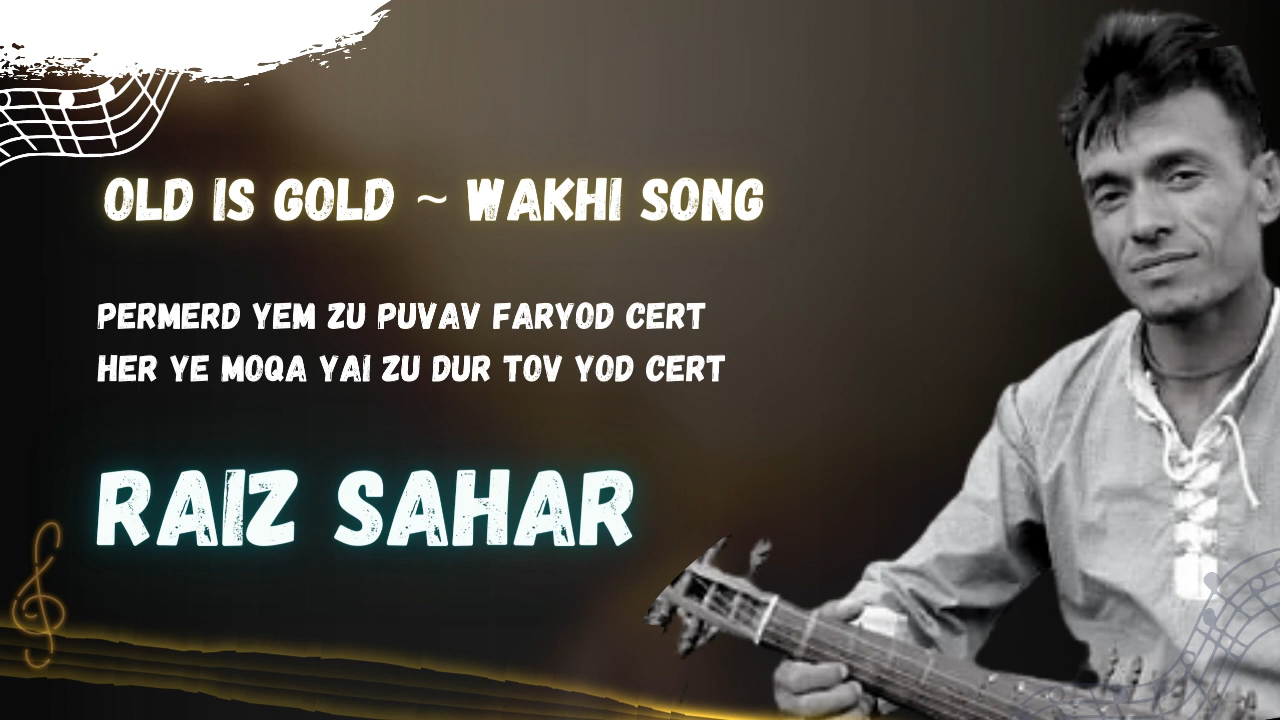 OLD IS GOLD ~ WAKHI SONG
PERMERD YEM ZU PUVAV FARYOD CERT
HER YE MOQA YAI ZU DUR TOV YOD CERT
RAIZ SAHAR